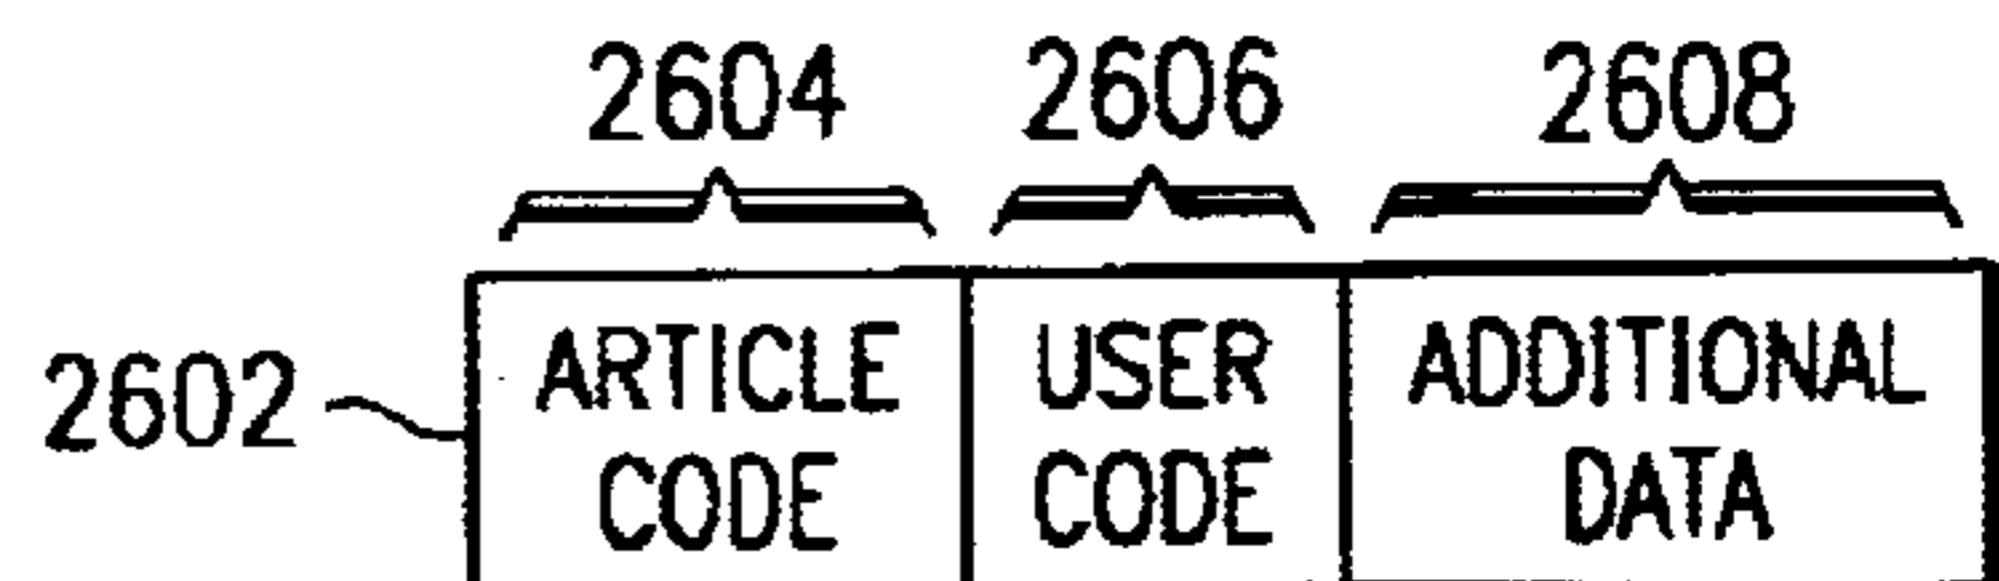 2604 2606 2608
2602
ARTICLE CODE
USER CODE
ADDITIONAL DATA